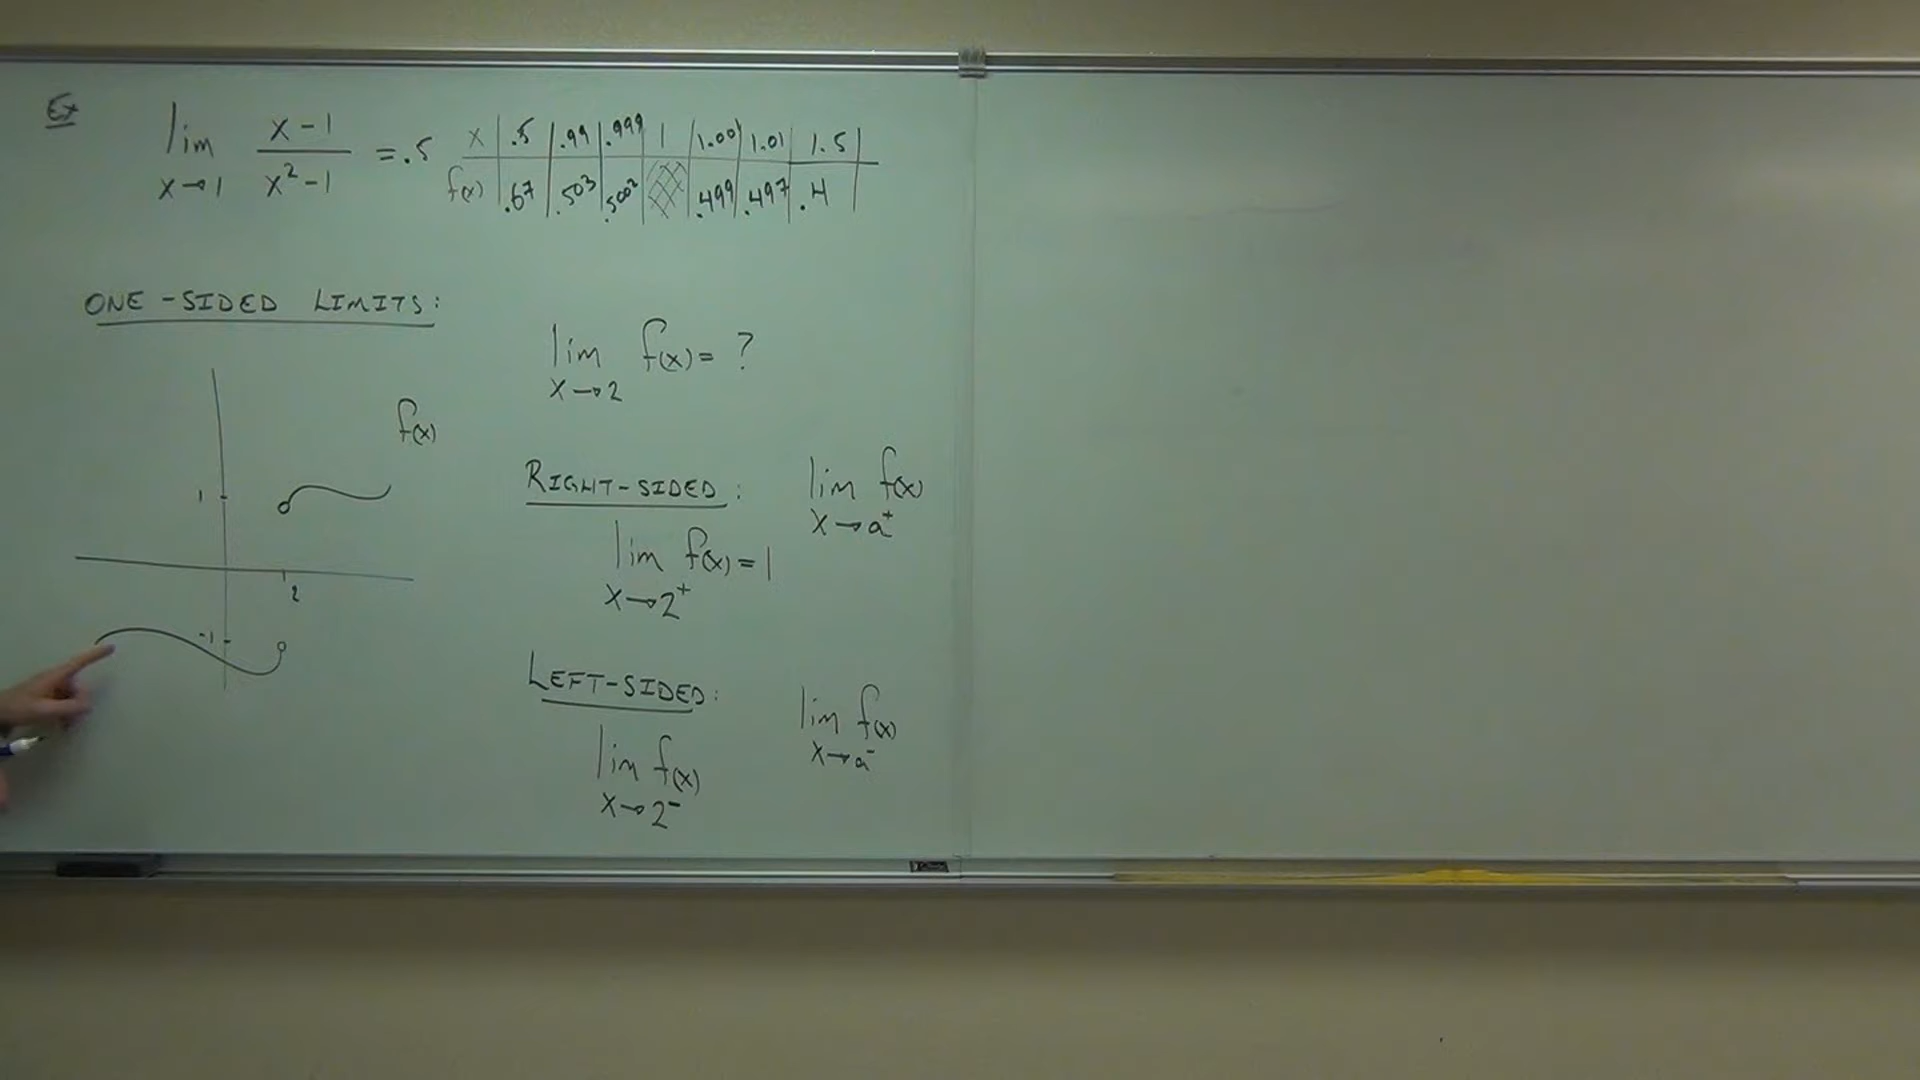 Ex
lim x→1 x-1 / x²-1 = .5
x | .5 | .99 | .999 | 1 | 1.001 | 1.01 | 1.5
f(x) | .67 | .503 | .5002 | | .499 | .497 | .4
ONE-SIDED LIMITS:
lim f(x) = ?
x→2
f(x)
1
2
-1
RIGHT-SIDED:
lim f(x)
x→a⁺
lim f(x) = 1
x→2⁺
LEFT-SIDED:
lim f(x)
x→a⁻
lim f(x)
x→2⁻